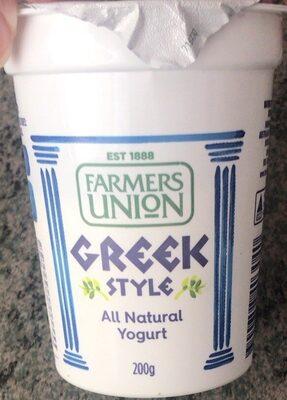 EST 1888
FARMERS
UNION
GREEK
STYLE
All Natural
Yogurt
200g